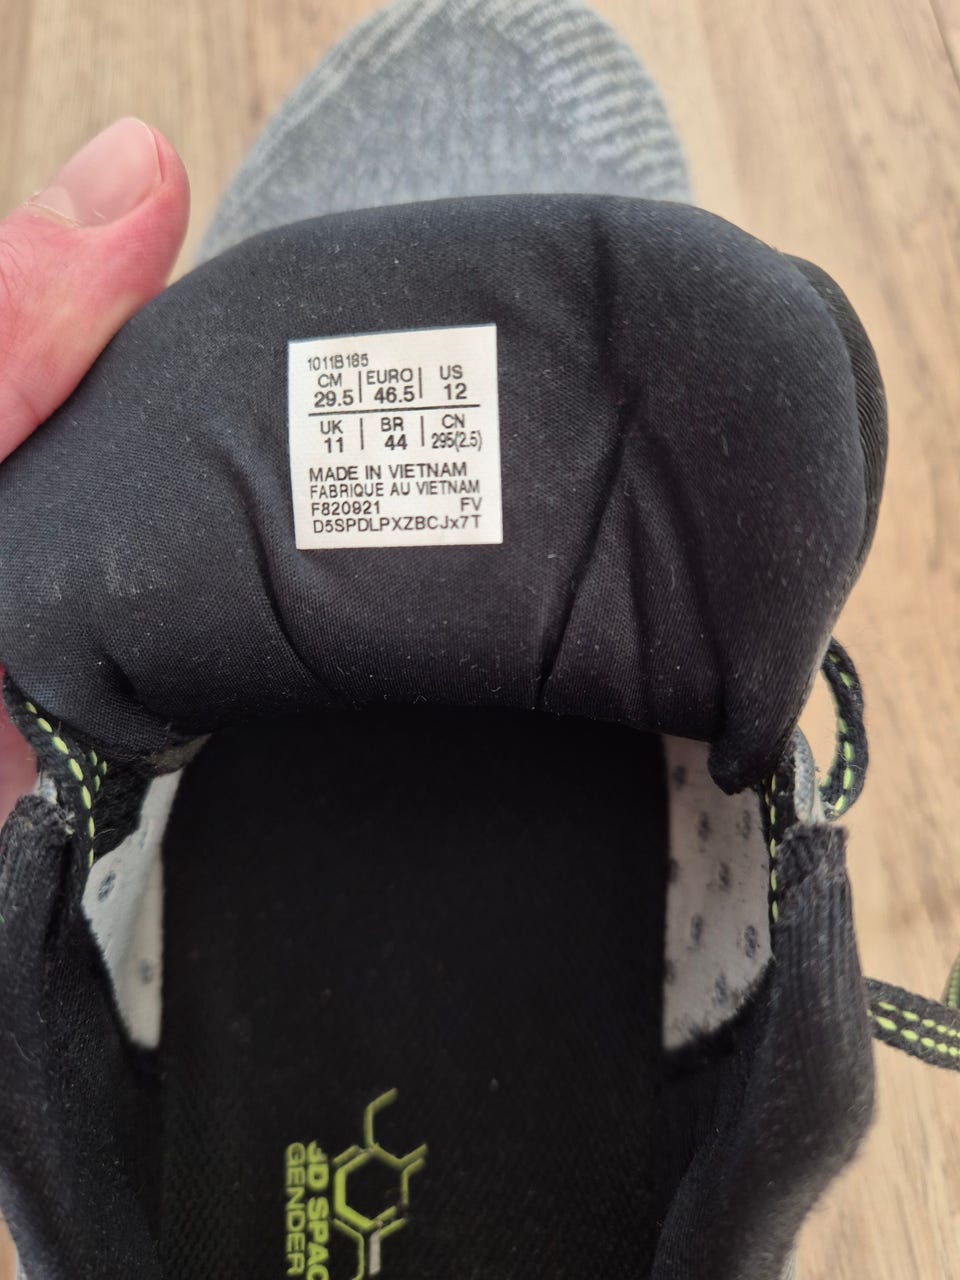 1011B185
CM EURO US
29.5 46.5 12
UK BR CN
11 44 295(2.5)
MADE IN VIETNAM
FABRIQUE AU VIETNAM
F820921 FV
D5SPDLPXZBCJx7T
GENDER